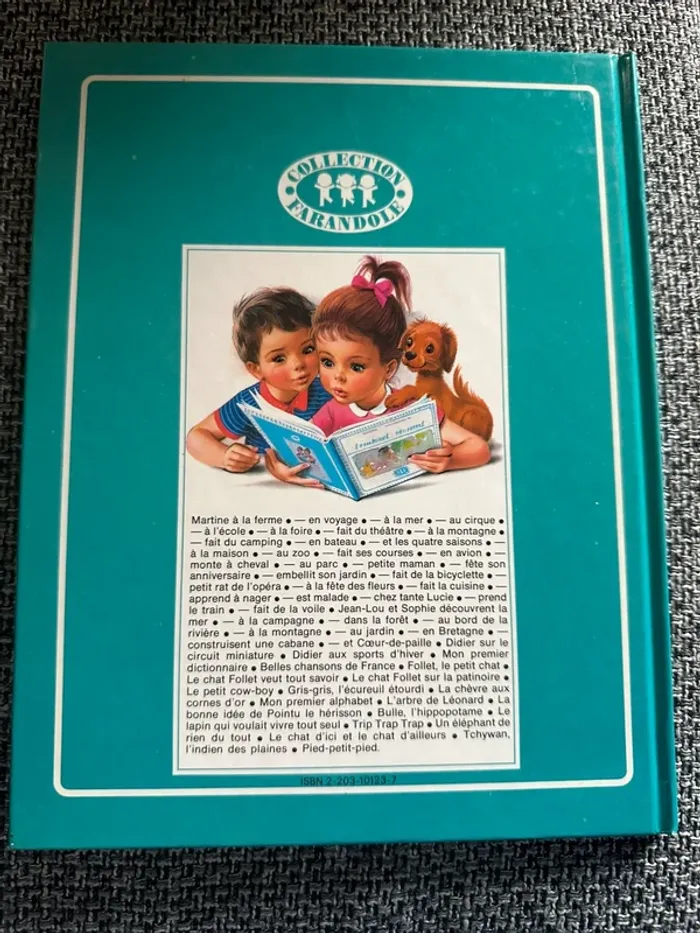 COLLECTION
FARANDOLE
Martine à la ferme • — en voyage • — à la mer • — au cirque •
— à l'école • — à la foire • — fait du théâtre • — à la montagne •
— fait du camping • — en bateau • — et les quatre saisons • —
à la maison • — au zoo • — fait ses courses • — en avion • —
monte à cheval • — au parc • — petite maman • — fête son
anniversaire • — embellit son jardin • — fait de la bicyclette • —
petit rat de l'opéra • — à la fête des fleurs • — fait la cuisine • —
apprend à nager • — est malade • — chez tante Lucie • — prend
le train • — fait de la voile • Jean-Lou et Sophie découvrent la
mer • — à la campagne • — dans la forêt • — au bord de la
rivière • — à la montagne • — au jardin • — en Bretagne • —
construisent une cabane • — et Cœur-de-paille • Didier sur le
circuit miniature • Didier aux sports d'hiver • Mon premier
dictionnaire • Belles chansons de France • Follet, le petit chat •
Le chat Follet veut tout savoir • Le chat Follet sur la patinoire •
Le petit cow-boy • Gris-gris, l'écureuil étourdi • La chèvre aux
cornes d'or • Mon premier alphabet • L'arbre de Léonard • La
bonne idée de Pointu le hérisson • Bulle, l'hippopotame • Le
lapin qui voulait vivre tout seul • Trip Trap Trap • Un éléphant de
rien du tout • Le chat d'ici et le chat d'ailleurs • Tchywan,
l'indien des plaines • Pied-petit-pied.
ISBN 2-203-10123-7